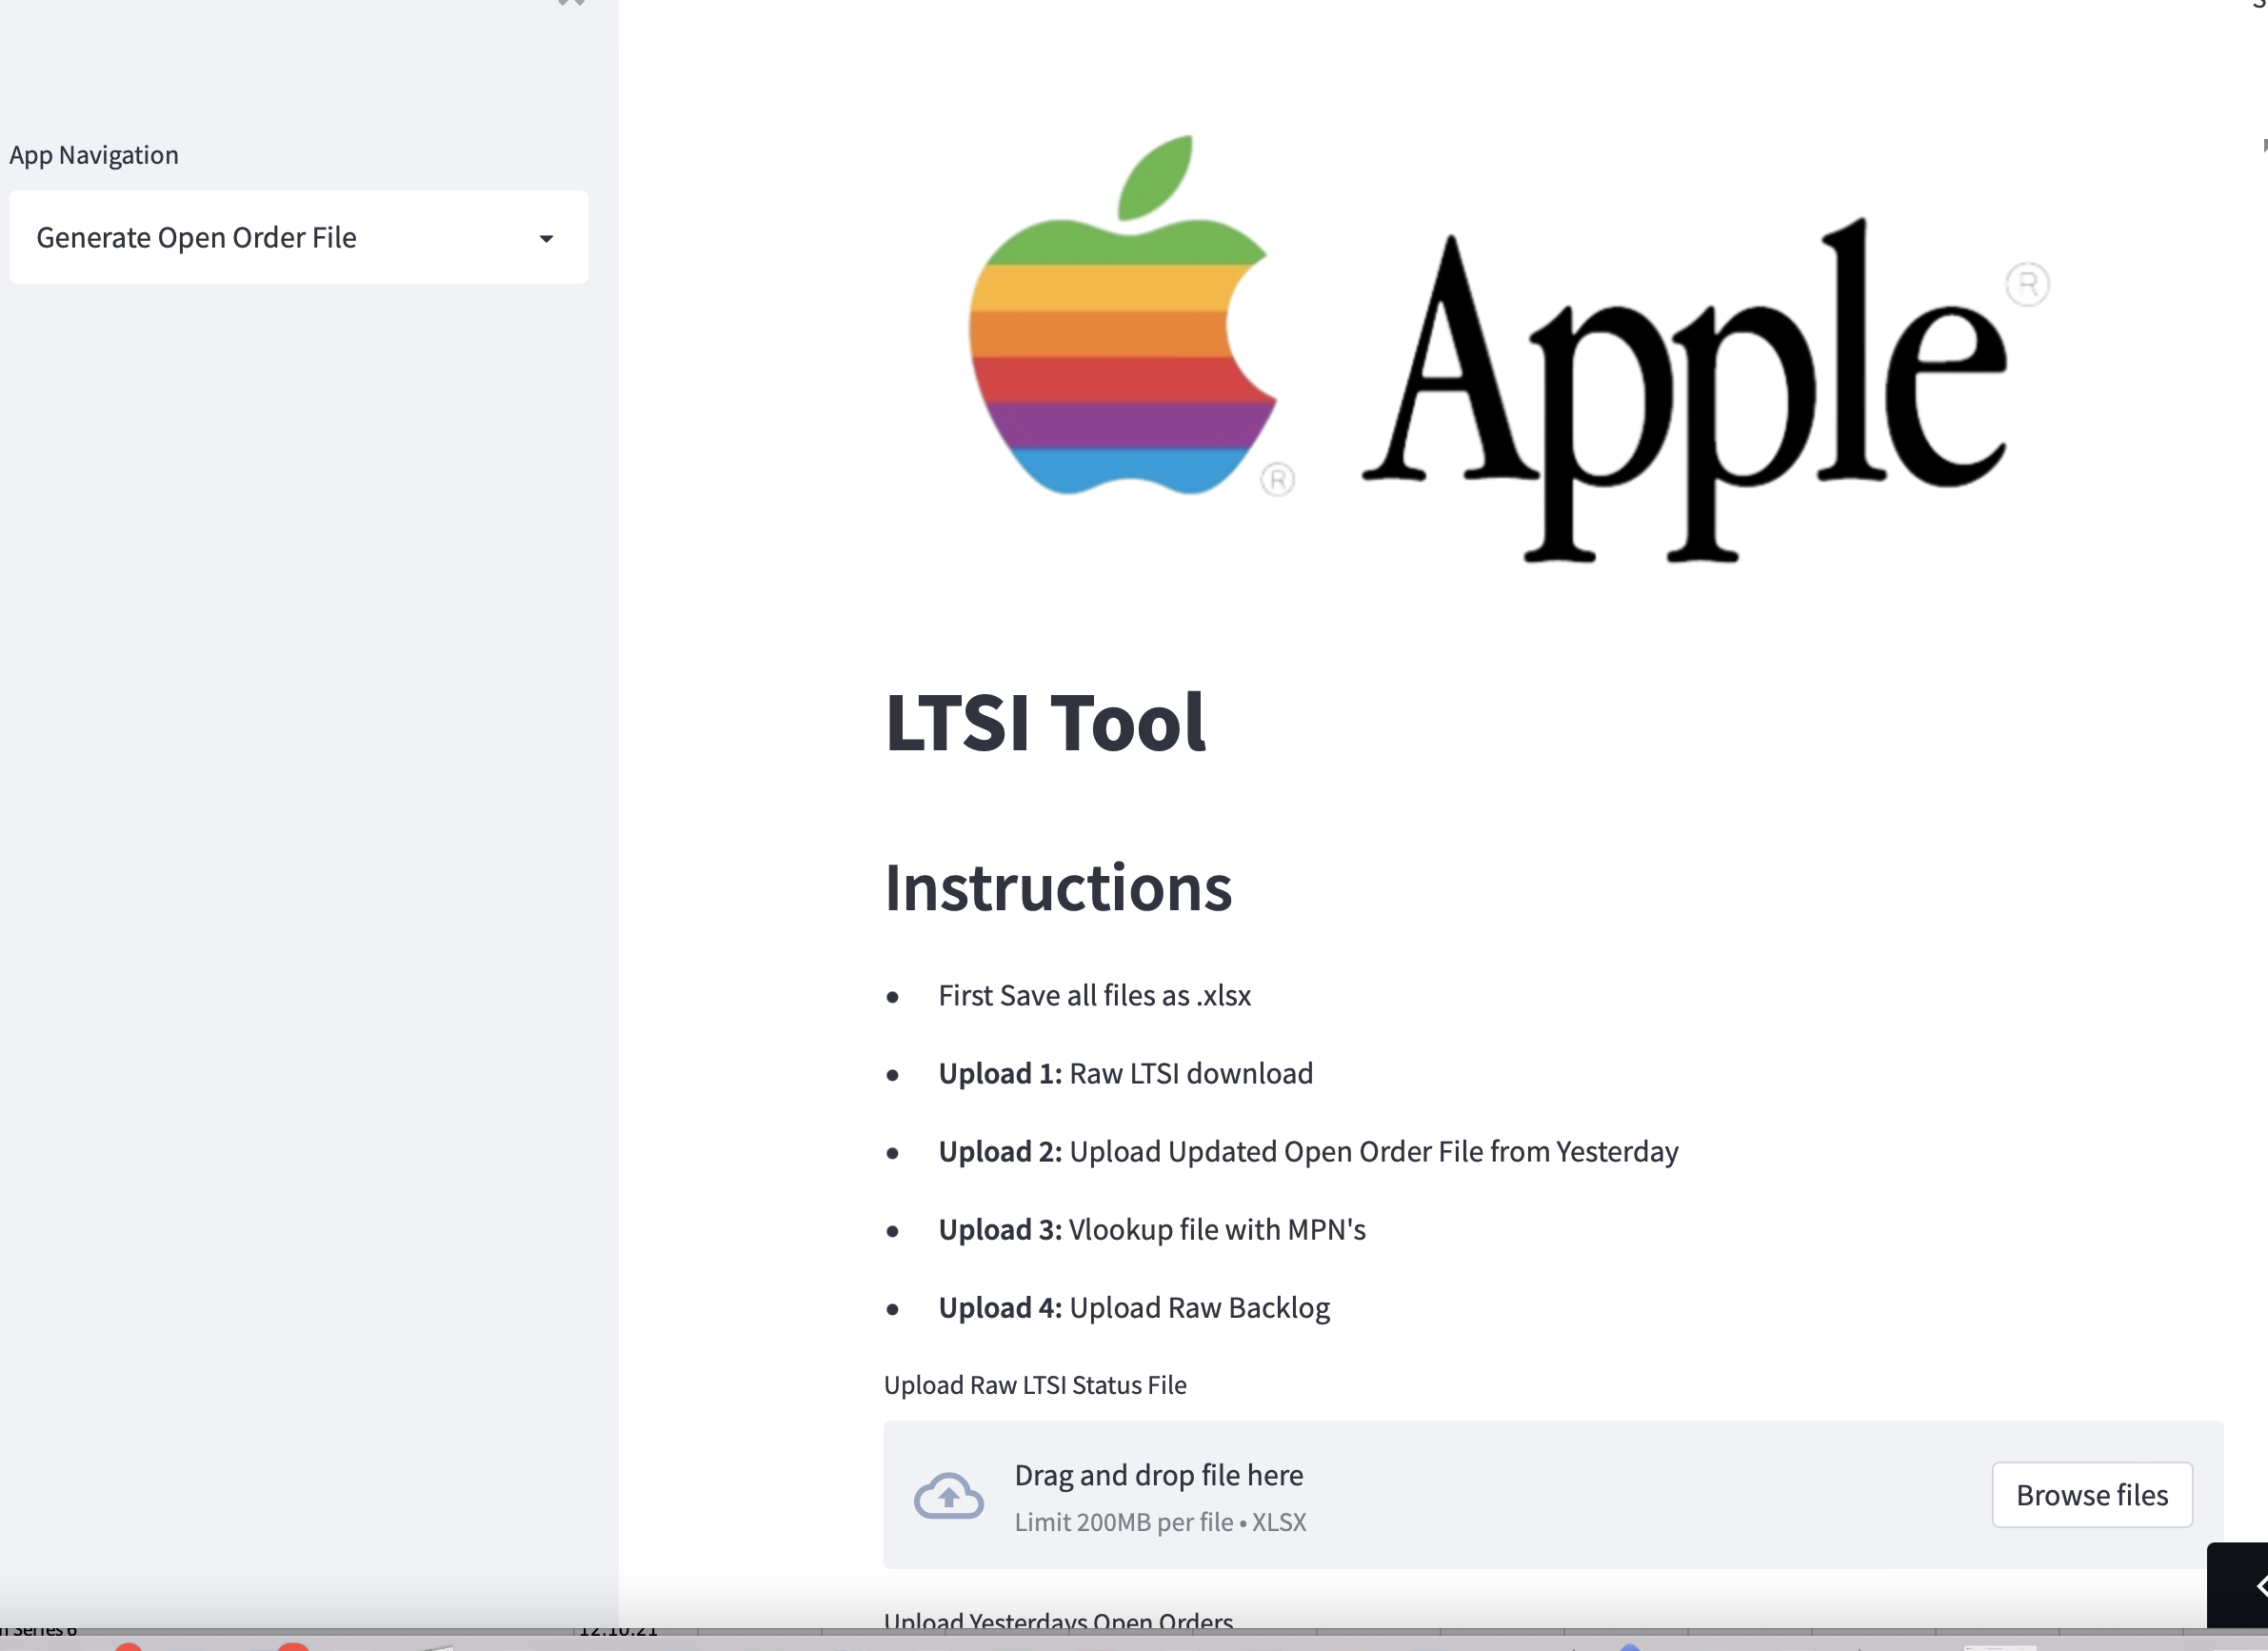 App Navigation
Generate Open Order File
Apple®
®
LTSI Tool
Instructions
First Save all files as .xlsx
Upload 1: Raw LTSI download
Upload 2: Upload Updated Open Order File from Yesterday
Upload 3: Vlookup file with MPN's
Upload 4: Upload Raw Backlog
Upload Raw LTSI Status File
Drag and drop file here
Limit 200MB per file • XLSX
Browse files
Upload Yesterdays Open Orders
Series 6
12.10.21